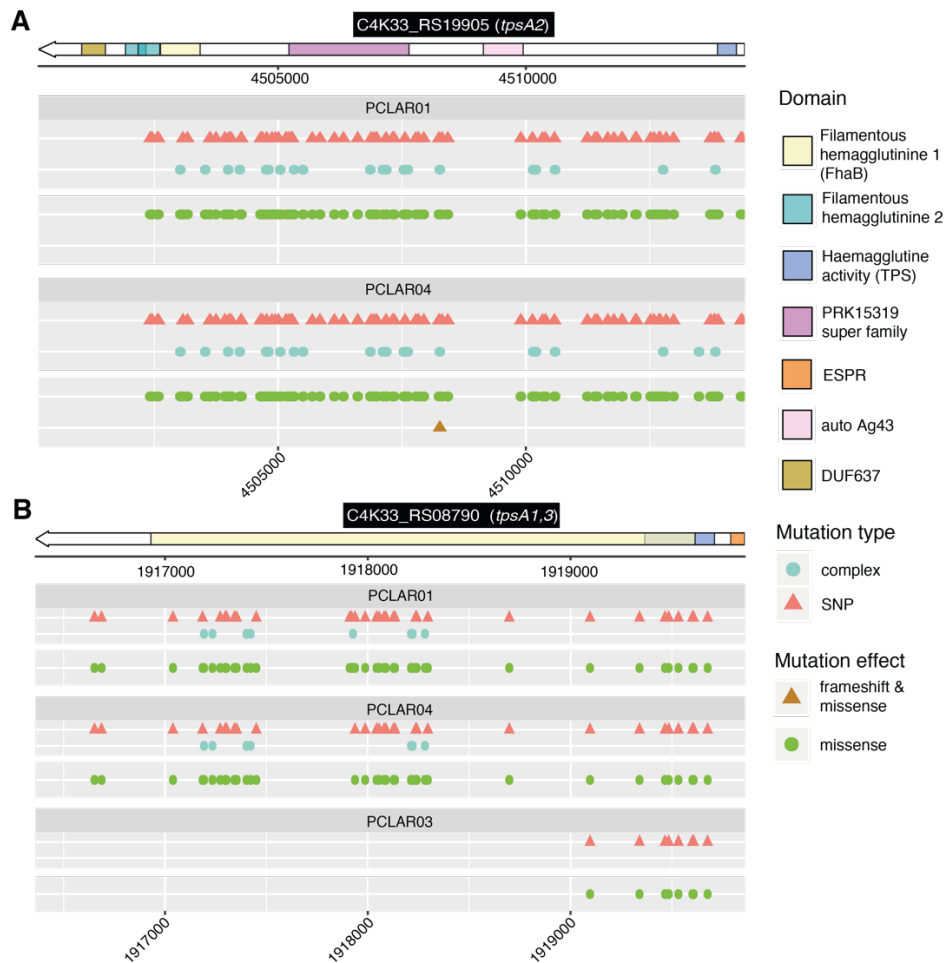 A
C4K33_RS19905 (tpsA2)
4505000
4510000
PCLAR01
PCLAR04
4505000
4510000
B
C4K33_RS08790 (tpsA1,3)
1917000
1918000
1919000
PCLAR01
PCLAR04
PCLAR03
1917000
1918000
1919000
Domain
Filamentous
hemagglutinine 1
(FhaB)
Filamentous
hemagglutinine 2
Haemagglutine
activity (TPS)
PRK15319
super family
ESPR
auto Ag43
DUF637
Mutation type
complex
SNP
Mutation effect
frameshift &
missense
missense